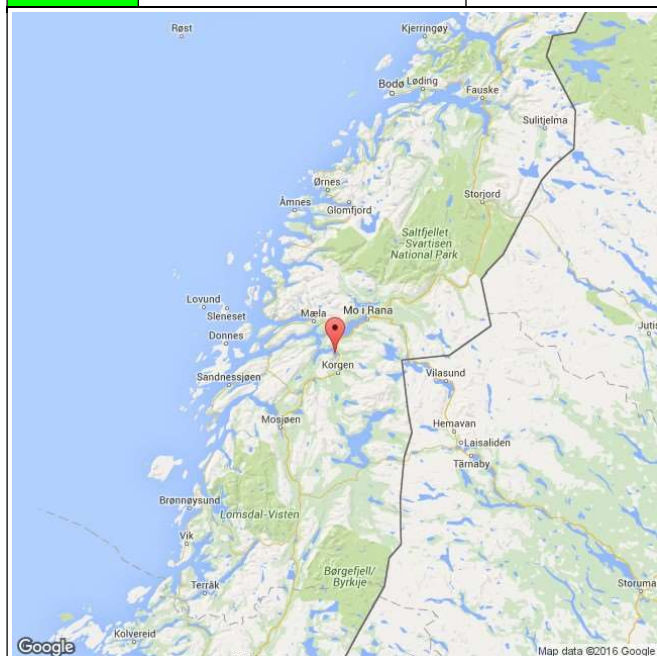 Røst
Kjerringøy
Bodø
Løding
Fauske
Sulitjelma
Ørnes
Åmnes
Glomfjord
Storjord
Saltfjellet
-Svartisen
National Park
Lovund
Sleneset
Mæla
Mo i Rana
Donnes
Jutis
Korgen
Vilasund
Sandnessjøen
Mosjøen
Hemavan
Laisaliden
Tärnaby
Brønnøysund
Lomsdal-Visten
Vik
Børgefjell/
Byrkije
Terråk
Storuma
Kolvereid
Google
Map data ©2016 Google